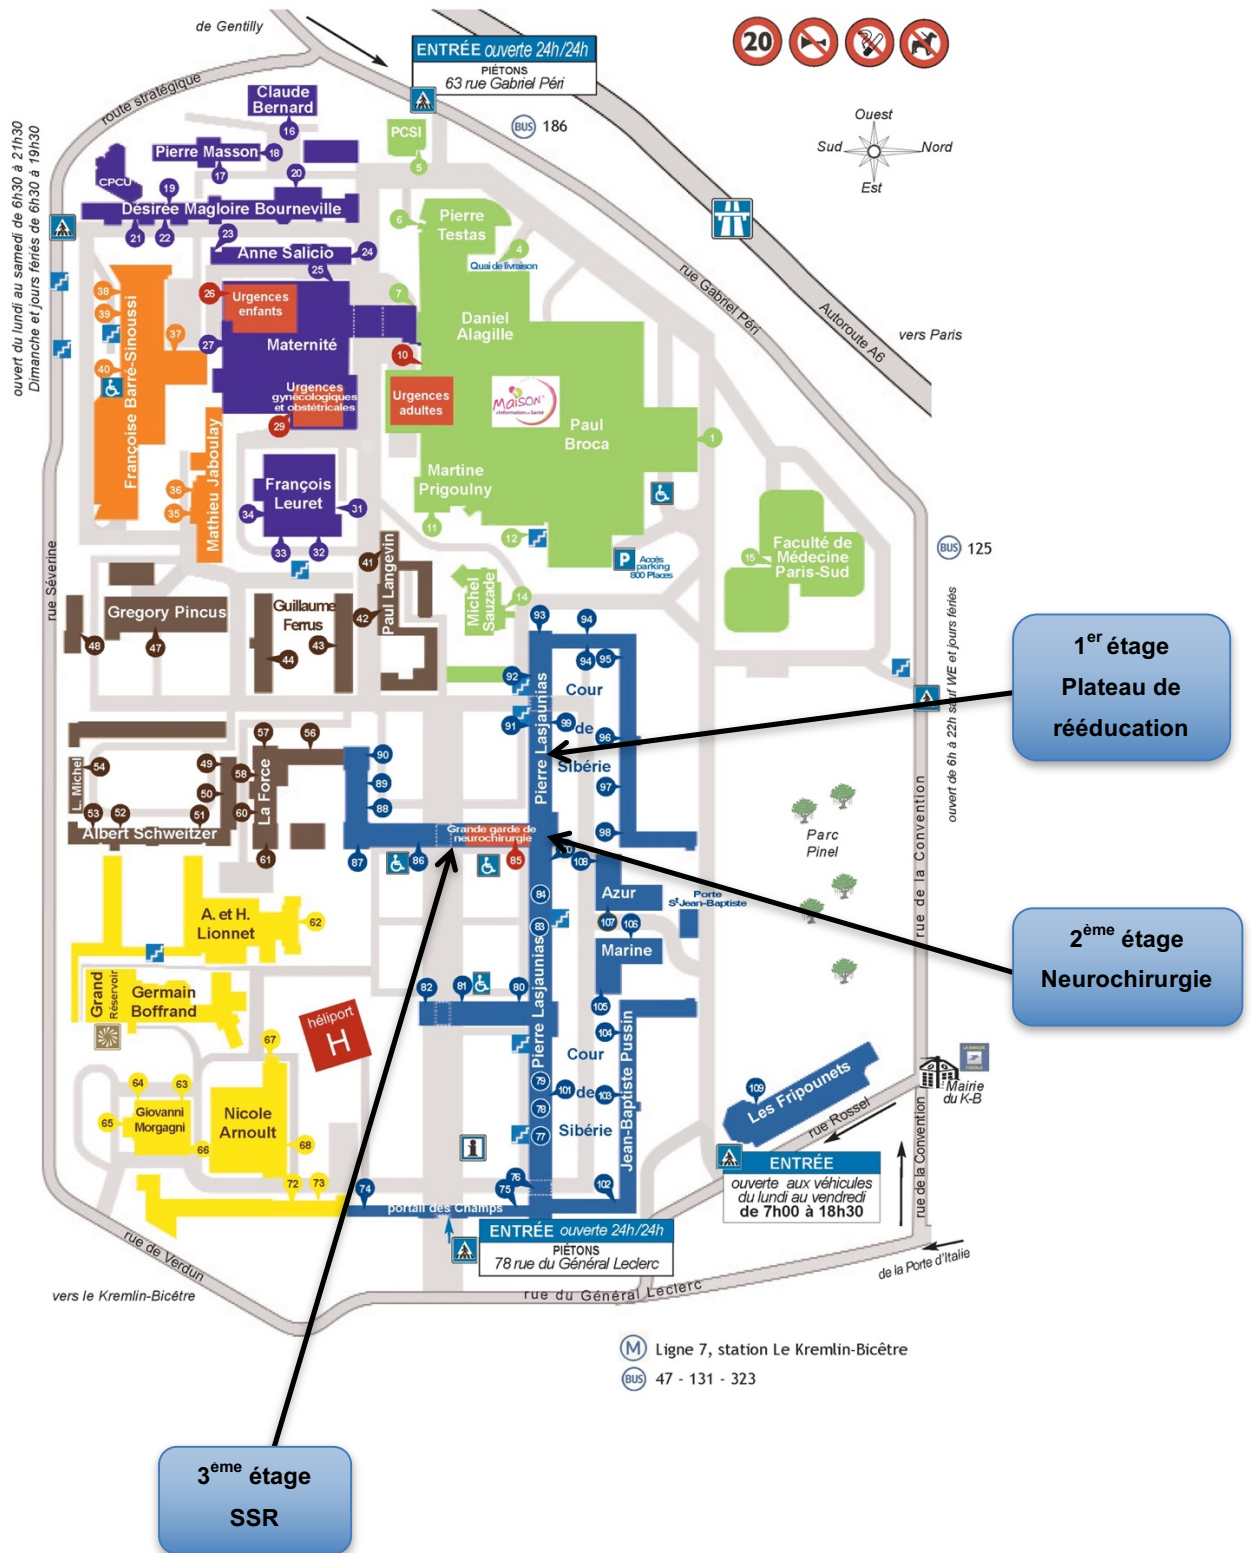 de Gentilly
ENTRÉE ouverte 24h/24h
PIÉTONS
63 rue Gabriel Péri
20
route stratégique
BUS 186
Ouest
Sud
Nord
Est
ouvert du lundi au samedi de 6h30 à 21h30
Dimanche et jours fériés de 6h30 à 19h30
Claude
Bernard
16
PCSI
5
Pierre Masson
18
17
CPCU
19
20
Désirée Magloire Bourneville
21
22
23
Anne Salicio
24
25
Pierre
Testas
6
4
Quai de livraison
rue Gabriel Péri
Autoroute A6
vers Paris
38
39
37
40
Françoise Barré-Sinoussi
26
Urgences
enfants
27
Maternité
7
10
Daniel
Alagille
Urgences
gynécologiques
et obstétricales
29
Urgences
adultes
MAISON
Paul
Broca
1
36
35
Mathieu Jaboulay
François
Leuret
34
31
33
32
Martine
Prigoulny
11
12
P
Accès
parking
800 Places
15
Faculté de
Médecine
Paris-Sud
BUS 125
rue Séverine
41
Paul Langevin
42
Michel
Sauzade
14
Gregory Pincus
48
47
Guillaume
Ferrus
44
43
93
94
94
95
92
Cour
91
99
de
96
Sibérie
97
98
Pierre Lasjaunias
ouvert de 6h à 22h sauf WE et jours fériés
1er étage
Plateau de
rééducation
57
56
54
L. Michel
49
58
50
La Force
53
52
51
60
Albert Schweitzer
61
90
89
88
87
86
Grande garde de
neurochirurgie
85
108
Parc
Pinel
rue de la Convention
Azur
107
106
Porte
St Jean-Baptiste
Marine
105
84
83
Pierre Lasjaunias
2ème étage
Neurochirurgie
A. et H.
Lionnet
62
Grand
Réservoir
Germain
Boffrand
héliport
H
82
81
80
104
Cour
79
101
de
103
78
Sibérie
77
Jean-Baptiste Pussin
67
64
63
Giovanni
Morgagni
65
66
Nicole
Arnoult
68
109
Les Fripounets
LA BANQUE
POSTALE
Mairie
du K-B
rue Rossel
rue de la Convention
i
ENTRÉE
ouverte aux véhicules
du lundi au vendredi
de 7h00 à 18h30
72
73
74
portail des Champs
75
76
102
ENTRÉE ouverte 24h/24h
PIÉTONS
78 rue du Général Leclerc
de la Porte d'Italie
rue de Verdun
vers le Kremlin-Bicêtre
rue du Général Leclerc
M Ligne 7, station Le Kremlin-Bicêtre
BUS 47 - 131 - 323
3ème étage
SSR